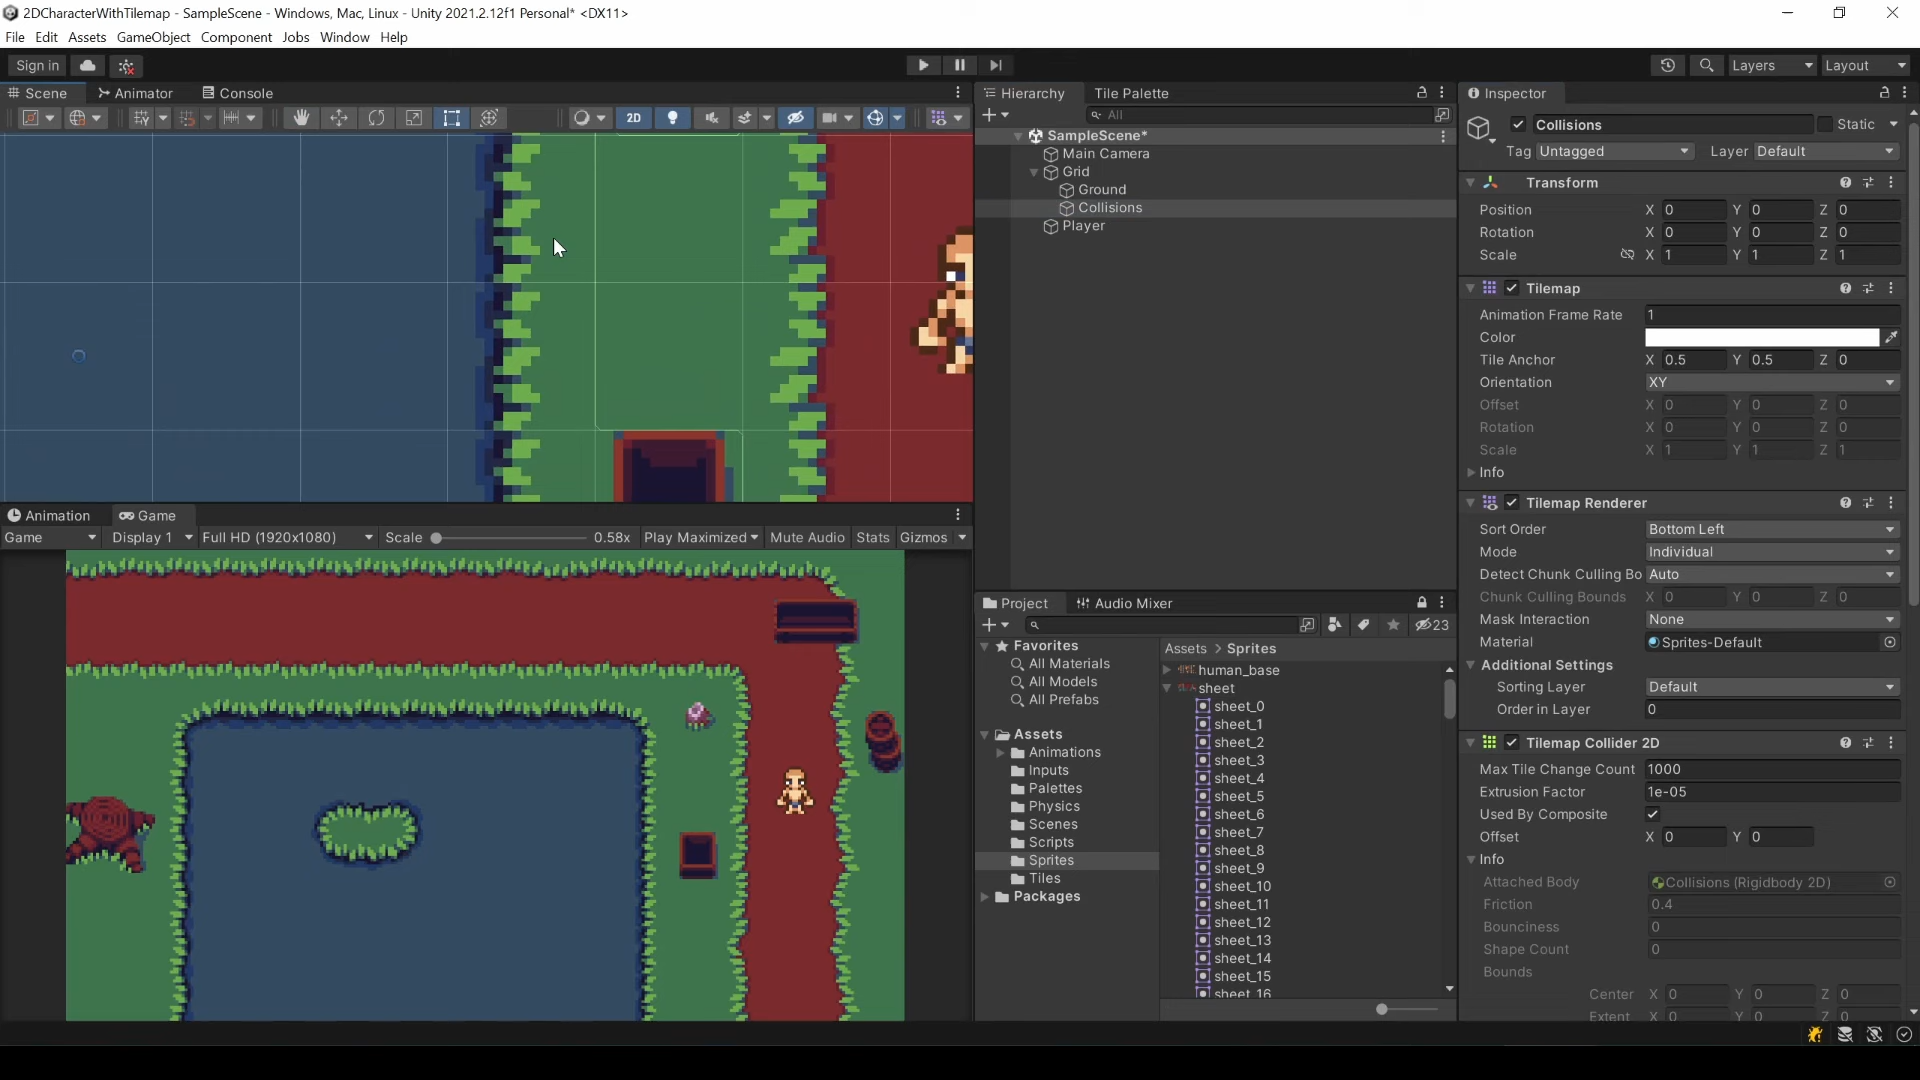 2DCharacterWithTilemap - SampleScene - Windows, Mac, Linux - Unity 2021.2.12f1 Personal* <DX11>
File Edit Assets GameObject Component Jobs Window Help
Sign in
Layers
Layout
Scene
Animator
Console
2D
Hierarchy
Tile Palette
All
SampleScene*
Main Camera
Grid
Ground
Collisions
Player
Inspector
Collisions
Static
Tag Untagged
Layer Default
Transform
Position X 0 Y 0 Z 0
Rotation X 0 Y 0 Z 0
Scale X 1 Y 1 Z 1
Tilemap
Animation Frame Rate 1
Color
Tile Anchor X 0.5 Y 0.5 Z 0
Orientation XY
Offset X 0 Y 0 Z 0
Rotation X 0 Y 0 Z 0
Scale X 1 Y 1 Z 1
Info
Tilemap Renderer
Sort Order Bottom Left
Mode Individual
Detect Chunk Culling Bo Auto
Chunk Culling Bounds X 0 Y 0 Z 0
Mask Interaction None
Material Sprites-Default
Additional Settings
Sorting Layer Default
Order in Layer 0
Tilemap Collider 2D
Max Tile Change Count 1000
Extrusion Factor 1e-05
Used By Composite
Offset X 0 Y 0
Info
Attached Body Collisions (Rigidbody 2D)
Friction 0.4
Bounciness 0
Shape Count 0
Bounds
Center X 0 Y 0 Z 0
Extent X 0 Y 0 Z 0
Animation
Game
Game Display 1 Full HD (1920x1080) Scale 0.58x Play Maximized Mute Audio Stats Gizmos
Project
Audio Mixer
23
Favorites
All Materials
All Models
All Prefabs
Assets
Animations
Inputs
Palettes
Physics
Scenes
Scripts
Sprites
Tiles
Packages
Assets > Sprites
human_base
sheet
sheet_0
sheet_1
sheet_2
sheet_3
sheet_4
sheet_5
sheet_6
sheet_7
sheet_8
sheet_9
sheet_10
sheet_11
sheet_12
sheet_13
sheet_14
sheet_15
sheet_16